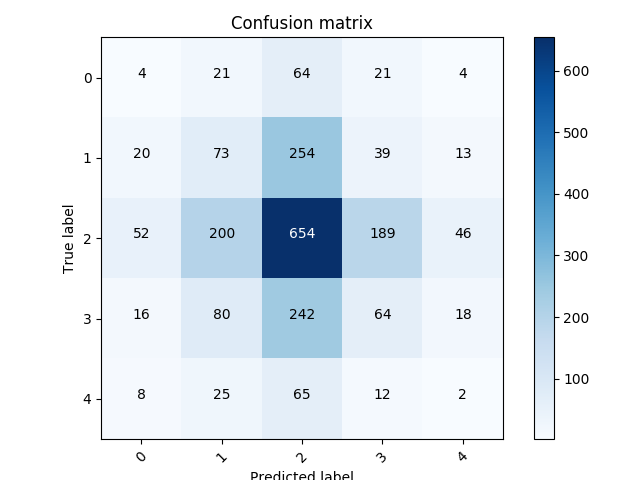 Confusion matrix
0 4 21 64 21 4
1 20 73 254 39 13
2 52 200 654 189 46
3 16 80 242 64 18
4 8 25 65 12 2
0 1 2 3 4
True label
Predicted label
600
500
400
300
200
100